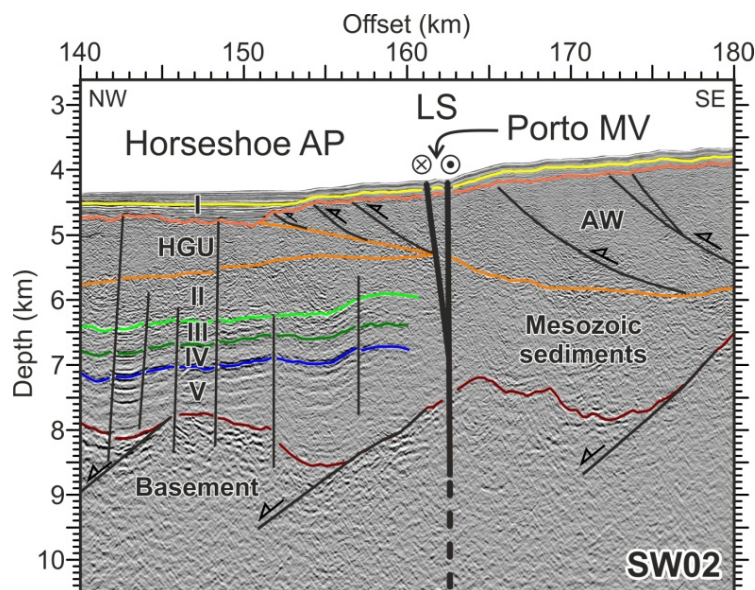 Offset (km)
140 150 160 170 180
NW LS SE
Horseshoe AP Porto MV
3
4
5
6
7
8
9
10
Depth (km)
I
HGU
AW
II
III
IV
V
Mesozoic
sediments
Basement
SW02